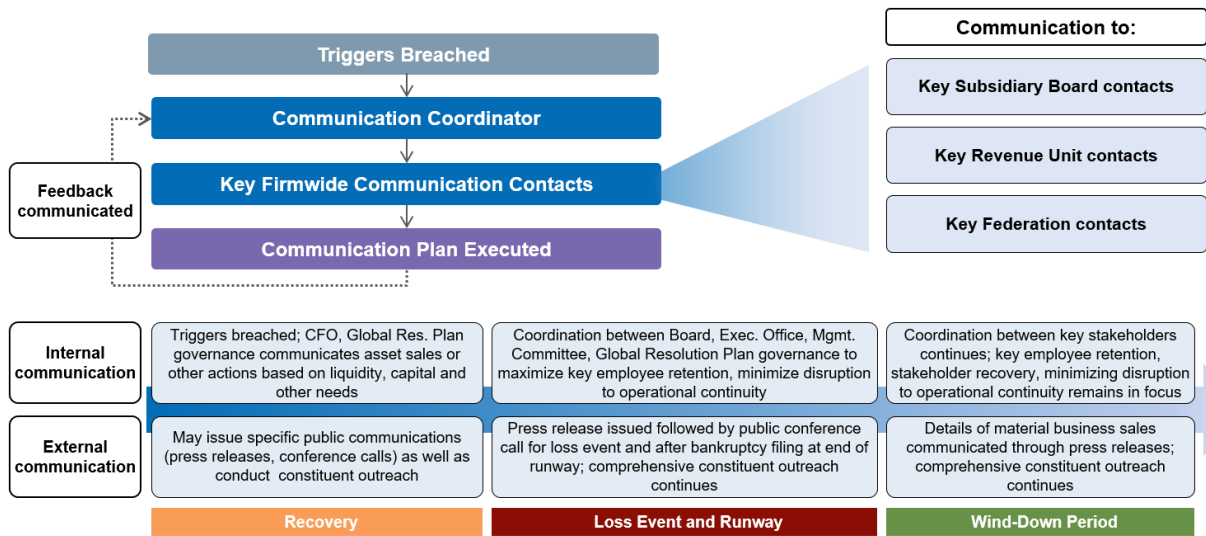 Triggers Breached
Communication to:
Communication Coordinator
Key Subsidiary Board contacts
Key Firmwide Communication Contacts
Key Revenue Unit contacts
Feedback
communicated
Communication Plan Executed
Key Federation contacts
Internal
communication
Triggers breached; CFO, Global Res. Plan
governance communicates asset sales or
other actions based on liquidity, capital and
other needs
Coordination between Board, Exec. Office, Mgmt.
Committee, Global Resolution Plan governance to
maximize key employee retention, minimize disruption
to operational continuity
Coordination between key stakeholders
continues; key employee retention,
stakeholder recovery, minimizing disruption
to operational continuity remains in focus
External
communication
May issue specific public communications
(press releases, conference calls) as well as
conduct constituent outreach
Press release issued followed by public conference
call for loss event and after bankruptcy filing at end of
runway; comprehensive constituent outreach
continues
Details of material business sales
communicated through press releases;
comprehensive constituent outreach
continues
Recovery
Loss Event and Runway
Wind-Down Period